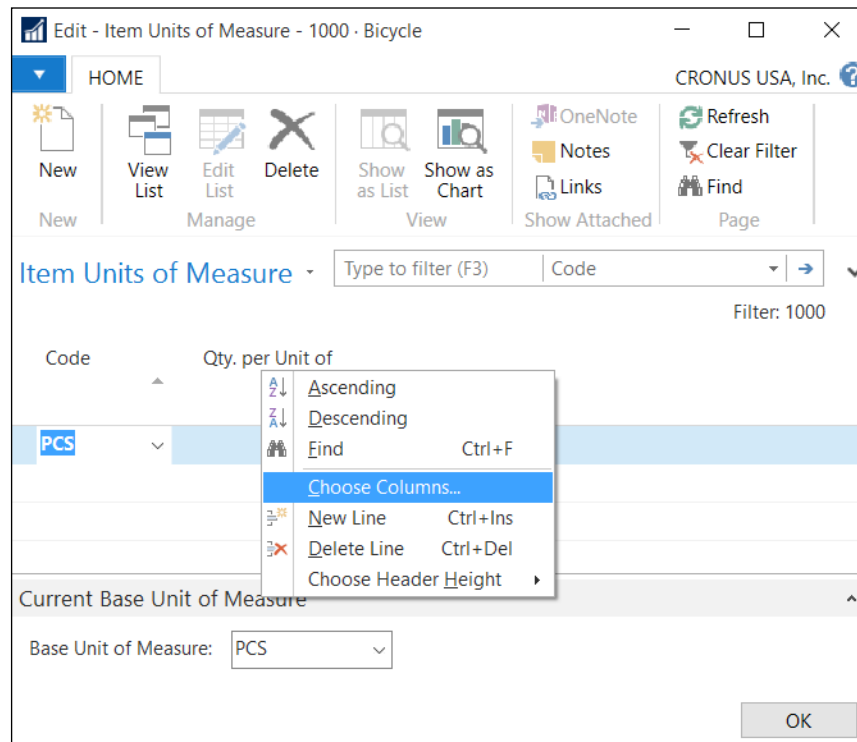 Edit - Item Units of Measure - 1000 · Bicycle
HOME
CRONUS USA, Inc.
New
View List
Edit List
Delete
Show as List
Show as Chart
OneNote
Notes
Links
Refresh
Clear Filter
Find
New
Manage
View
Show Attached
Page
Item Units of Measure
Type to filter (F3)
Code
Filter: 1000
Code
Qty. per Unit of
Ascending
Descending
Find Ctrl+F
Choose Columns...
New Line Ctrl+Ins
Delete Line Ctrl+Del
Choose Header Height
PCS
Current Base Unit of Measure
Base Unit of Measure: PCS
OK